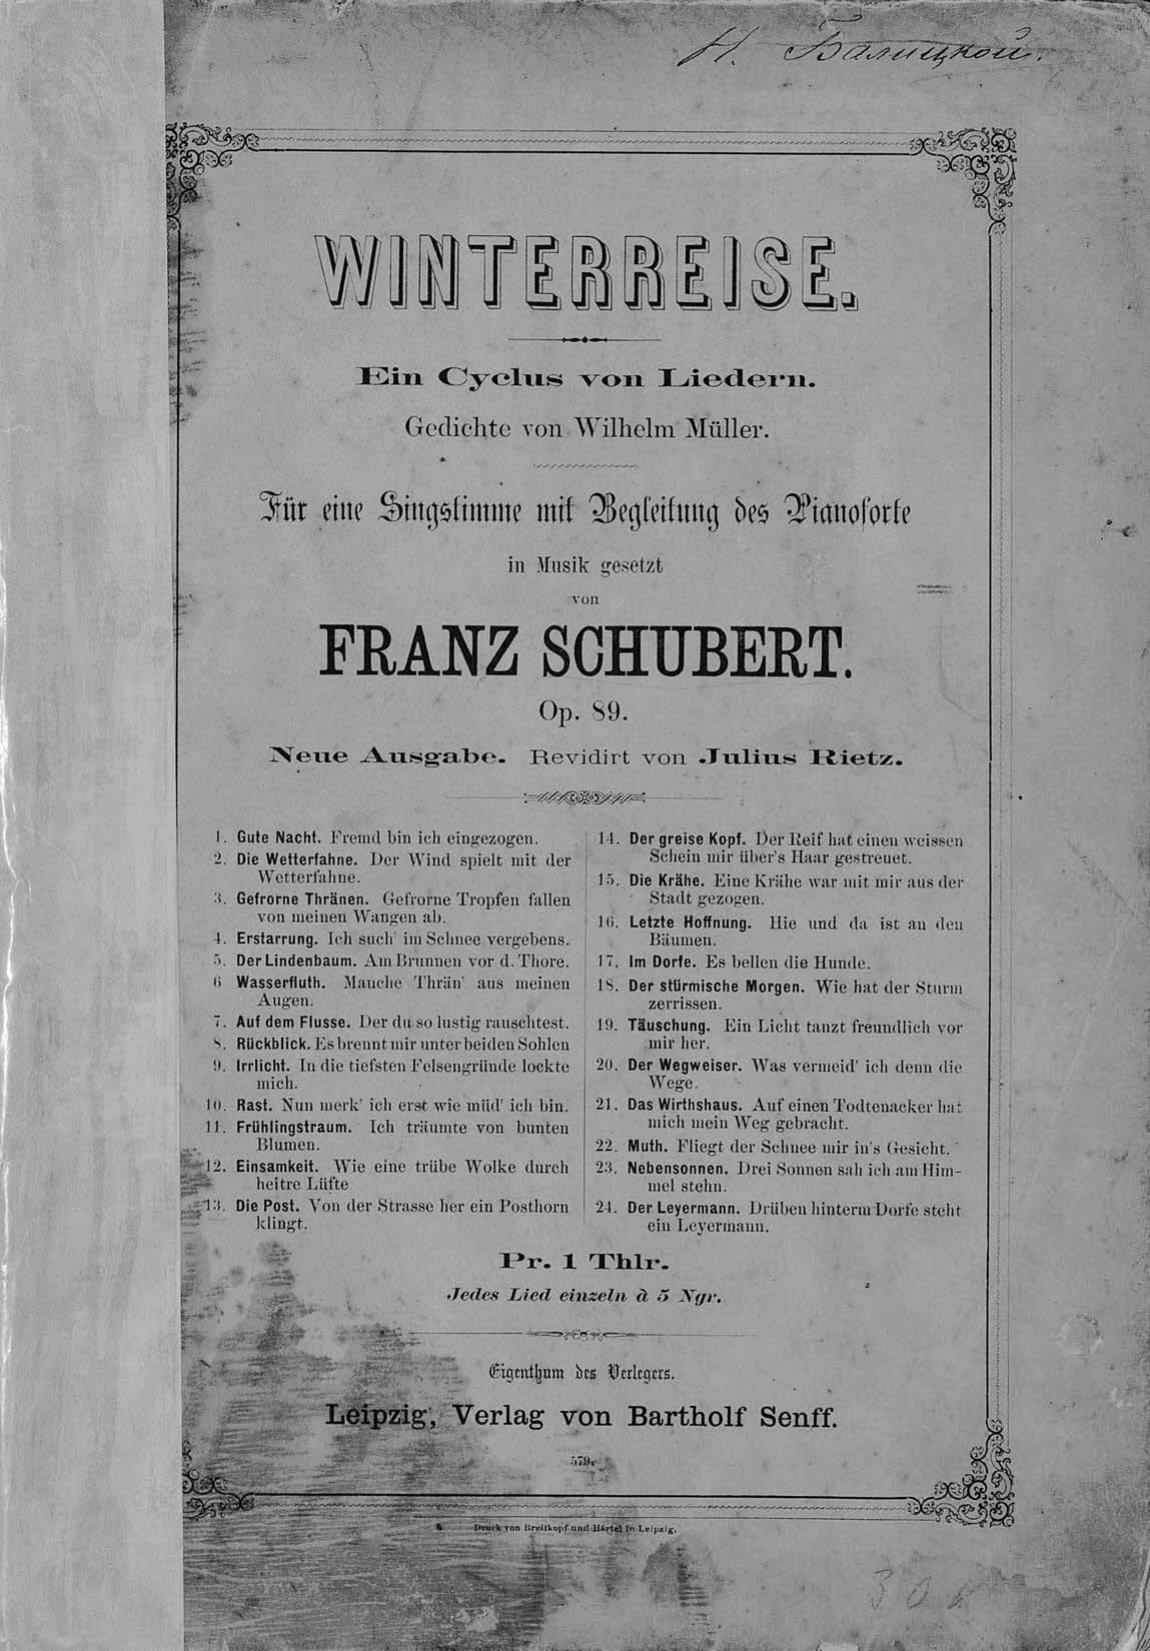 Н. Балицкой.
WINTERREISE.
Ein Cyclus von Liedern.
Gedichte von Wilhelm Müller.
Für eine Singstimme mit Begleitung des Pianoforte
in Musik gesetzt
von
FRANZ SCHUBERT.
Op. 89.
Neue Ausgabe. Revidirt von Julius Rietz.
1. Gute Nacht. Fremd bin ich eingezogen.
2. Die Wetterfahne. Der Wind spielt mit der
Wetterfahne.
3. Gefrorne Thränen. Gefrorne Tropfen fallen
von meinen Wangen ab.
4. Erstarrung. Ich such' im Schnee vergebens.
5. Der Lindenbaum. Am Brunnen vor d. Thore.
6 Wasserfluth. Manche Thrän' aus meinen
Augen.
7. Auf dem Flusse. Der du so lustig rauschtest.
8. Rückblick. Es brennt mir unter beiden Sohlen
9. Irrlicht. In die tiefsten Felsengründe lockte
mich.
10. Rast. Nun merk' ich erst wie müd' ich bin.
11. Frühlingstraum. Ich träumte von bunten
Blumen.
12. Einsamkeit. Wie eine trübe Wolke durch
heitre Lüfte
13. Die Post. Von der Strasse her ein Posthorn
klingt.
14. Der greise Kopf. Der Reif hat einen weissen
Schein mir über's Haar gestreuet.
15. Die Krähe. Eine Krähe war mit mir aus der
Stadt gezogen.
16. Letzte Hoffnung. Hie und da ist an den
Bäumen.
17. Im Dorfe. Es bellen die Hunde.
18. Der stürmische Morgen. Wie hat der Sturm
zerrissen.
19. Täuschung. Ein Licht tanzt freundlich vor
mir her.
20. Der Wegweiser. Was vermeid' ich denn die
Wege.
21. Das Wirthshaus. Auf einen Todtenacker hat
mich mein Weg gebracht.
22. Muth. Fliegt der Schnee mir in's Gesicht.
23. Nebensonnen. Drei Sonnen sah ich am Him-
mel stehn.
24. Der Leyermann. Drüben hinterm Dorfe steht
ein Leyermann.
Pr. 1 Thlr.
Jedes Lied einzeln à 5 Ngr.
Eigenthum des Verlegers.
Leipzig, Verlag von Bartholf Senff.
579.
Druck von Breitkopf und Härtel in Leipzig.